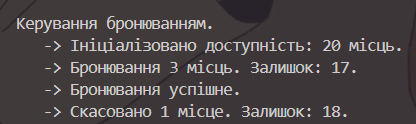 Керування бронюванням.
-> Ініціалізовано доступність: 20 місць.
-> Бронювання 3 місць. Залишок: 17.
-> Бронювання успішне.
-> Скасовано 1 місце. Залишок: 18.